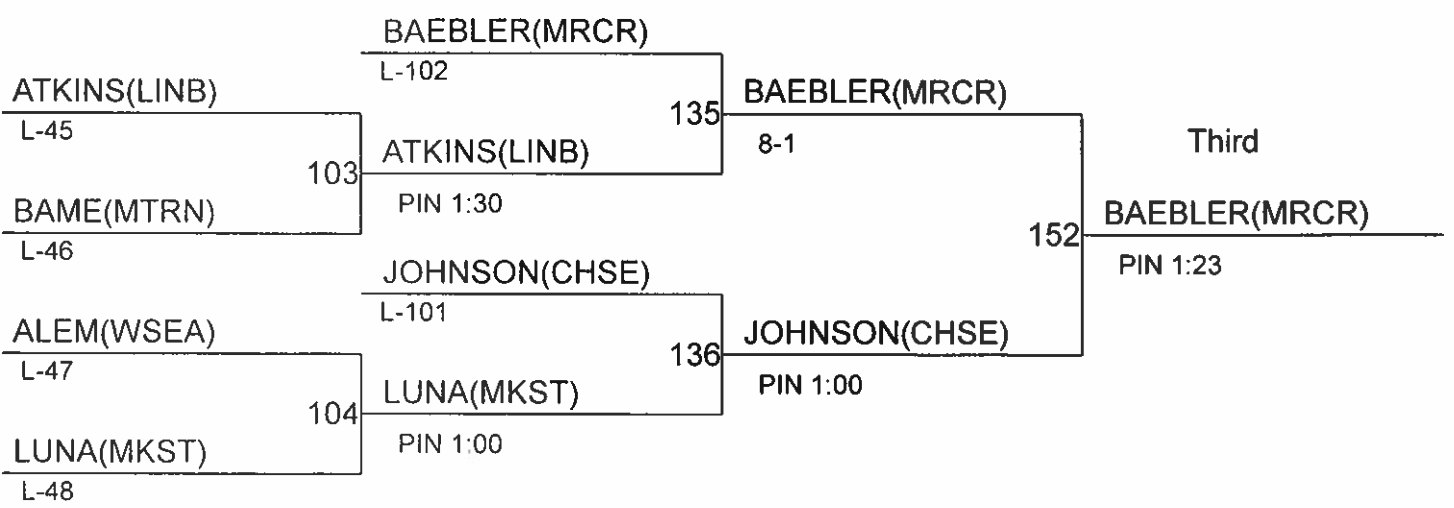 BAEBLER(MRCR)
L-102
ATKINS(LINB)
L-45
BAEBLER(MRCR)
135
8-1
Third
ATKINS(LINB)
103
PIN 1:30
BAME(MTRN)
L-46
BAEBLER(MRCR)
152
PIN 1:23
JOHNSON(CHSE)
L-101
ALEM(WSEA)
L-47
JOHNSON(CHSE)
136
PIN 1:00
LUNA(MKST)
104
PIN 1:00
LUNA(MKST)
L-48